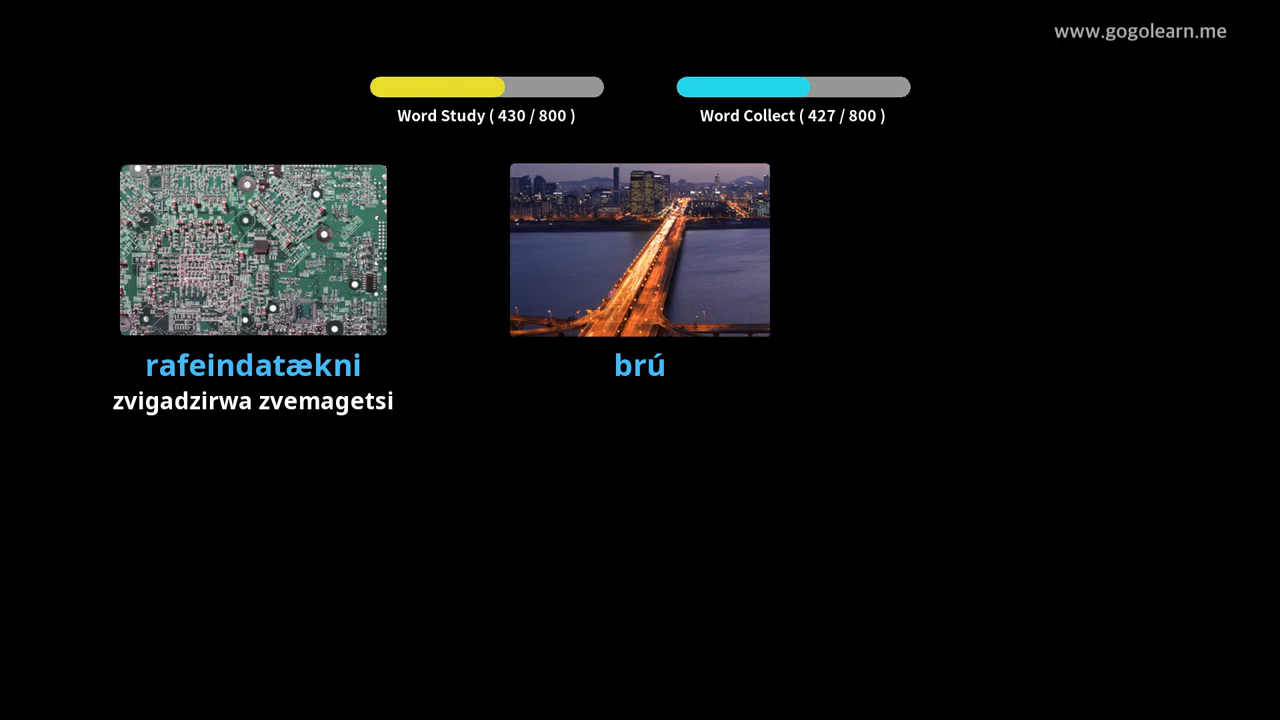 www.gogolearn.me
Word Study ( 430 / 800 )
Word Collect ( 427 / 800 )
rafeindatækni
zvigadzirwa zvemagetsi
brú